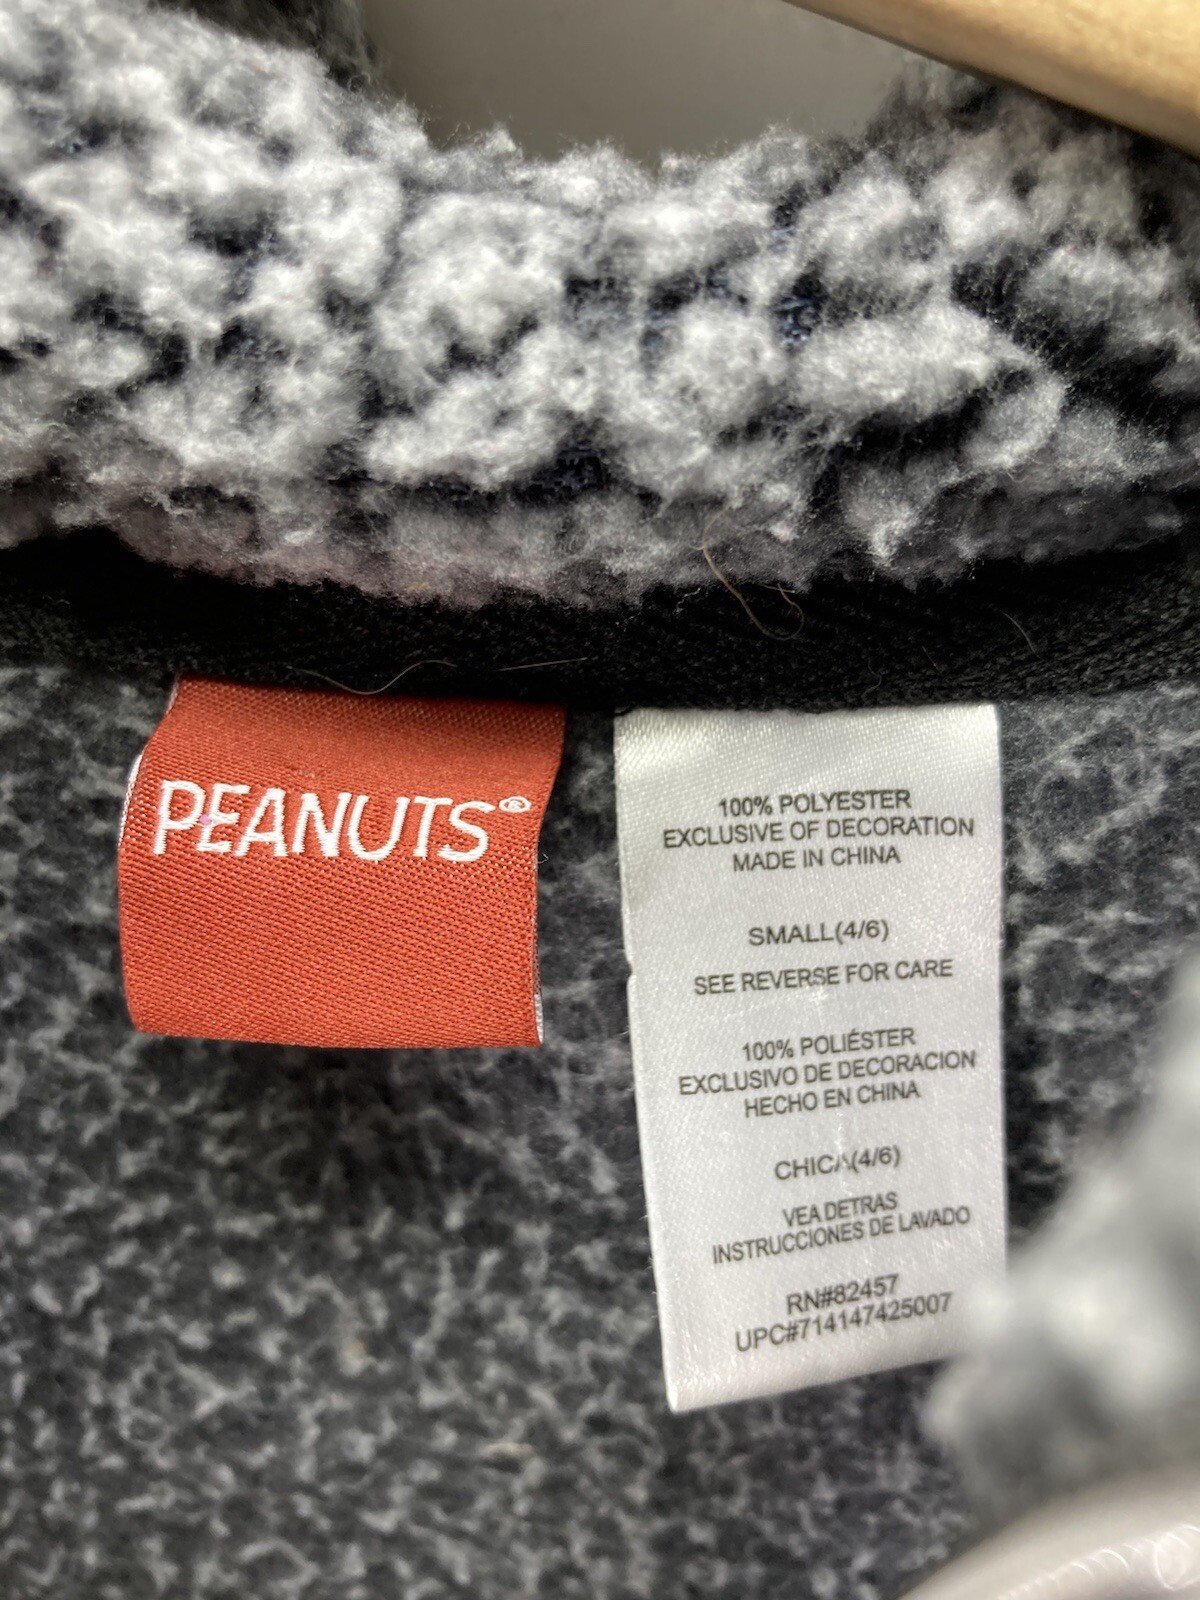 PEANUTS®
100% POLYESTER
EXCLUSIVE OF DECORATION
MADE IN CHINA
SMALL(4/6)
SEE REVERSE FOR CARE
100% POLIÉSTER
EXCLUSIVO DE DECORACION
HECHO EN CHINA
CHICA(4/6)
VEA DETRAS
INSTRUCCIONES DE LAVADO
RN#82457
UPC#714147425007